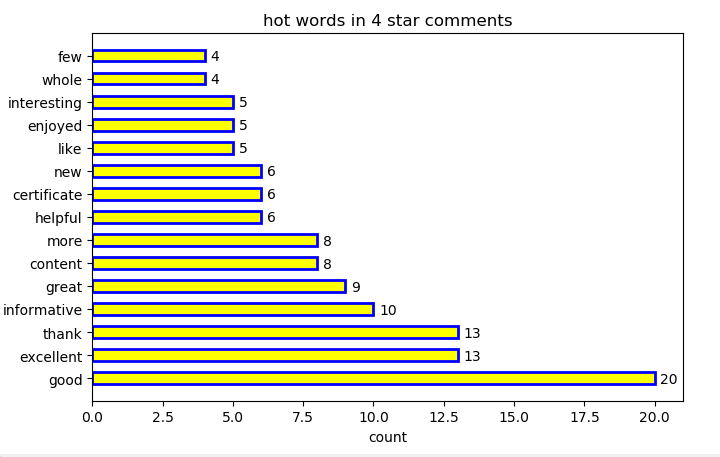 hot words in 4 star comments
few 4
whole 4
interesting 5
enjoyed 5
like 5
new 6
certificate 6
helpful 6
more 8
content 8
great 9
informative 10
thank 13
excellent 13
good 20
0.0 2.5 5.0 7.5 10.0 12.5 15.0 17.5 20.0
count